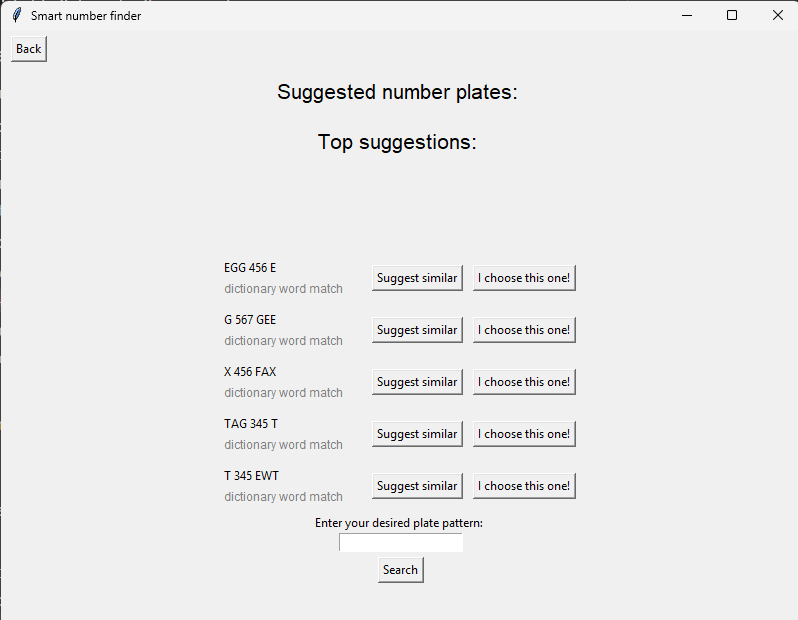 Smart number finder
Back
Suggested number plates:
Top suggestions:
EGG 456 E
dictionary word match
Suggest similar
I choose this one!
G 567 GEE
dictionary word match
Suggest similar
I choose this one!
X 456 FAX
dictionary word match
Suggest similar
I choose this one!
TAG 345 T
dictionary word match
Suggest similar
I choose this one!
T 345 EWT
dictionary word match
Suggest similar
I choose this one!
Enter your desired plate pattern:
Search